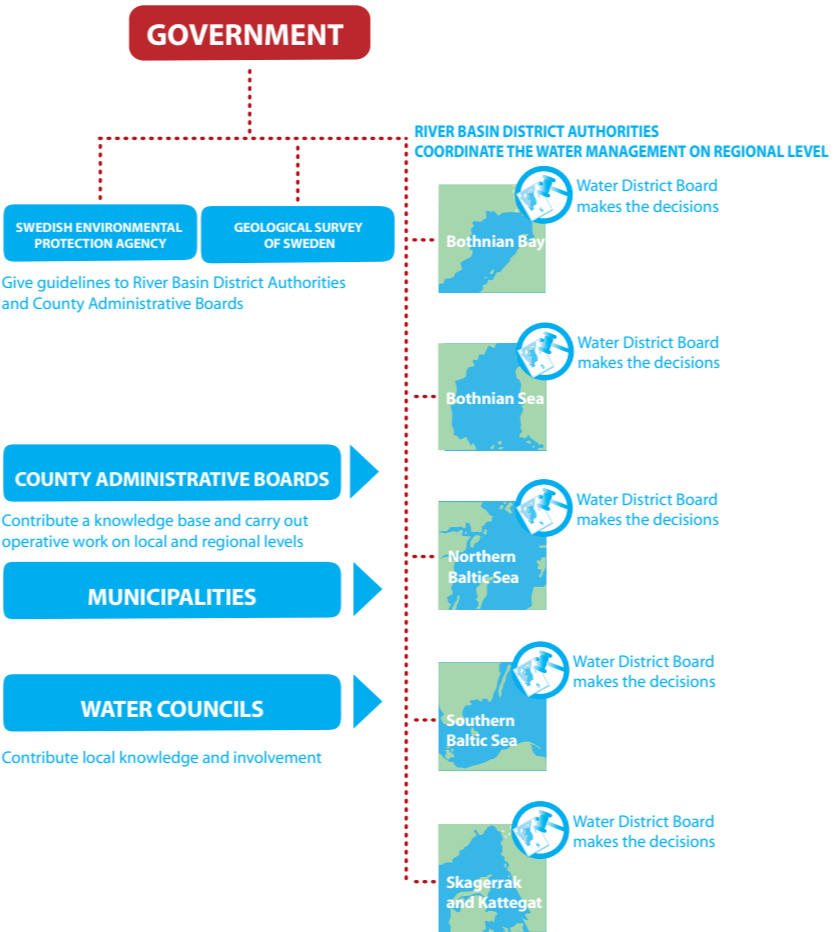 GOVERNMENT
RIVER BASIN DISTRICT AUTHORITIES
COORDINATE THE WATER MANAGEMENT ON REGIONAL LEVEL
SWEDISH ENVIRONMENTAL
PROTECTION AGENCY
GEOLOGICAL SURVEY
OF SWEDEN
Give guidelines to River Basin District Authorities
and County Administrative Boards
COUNTY ADMINISTRATIVE BOARDS
Contribute a knowledge base and carry out
operative work on local and regional levels
MUNICIPALITIES
WATER COUNCILS
Contribute local knowledge and involvement
Bothnian Bay
Water District Board
makes the decisions
Bothnian Sea
Water District Board
makes the decisions
Northern
Baltic Sea
Water District Board
makes the decisions
Southern
Baltic Sea
Water District Board
makes the decisions
Skagerrak
and Kattegat
Water District Board
makes the decisions